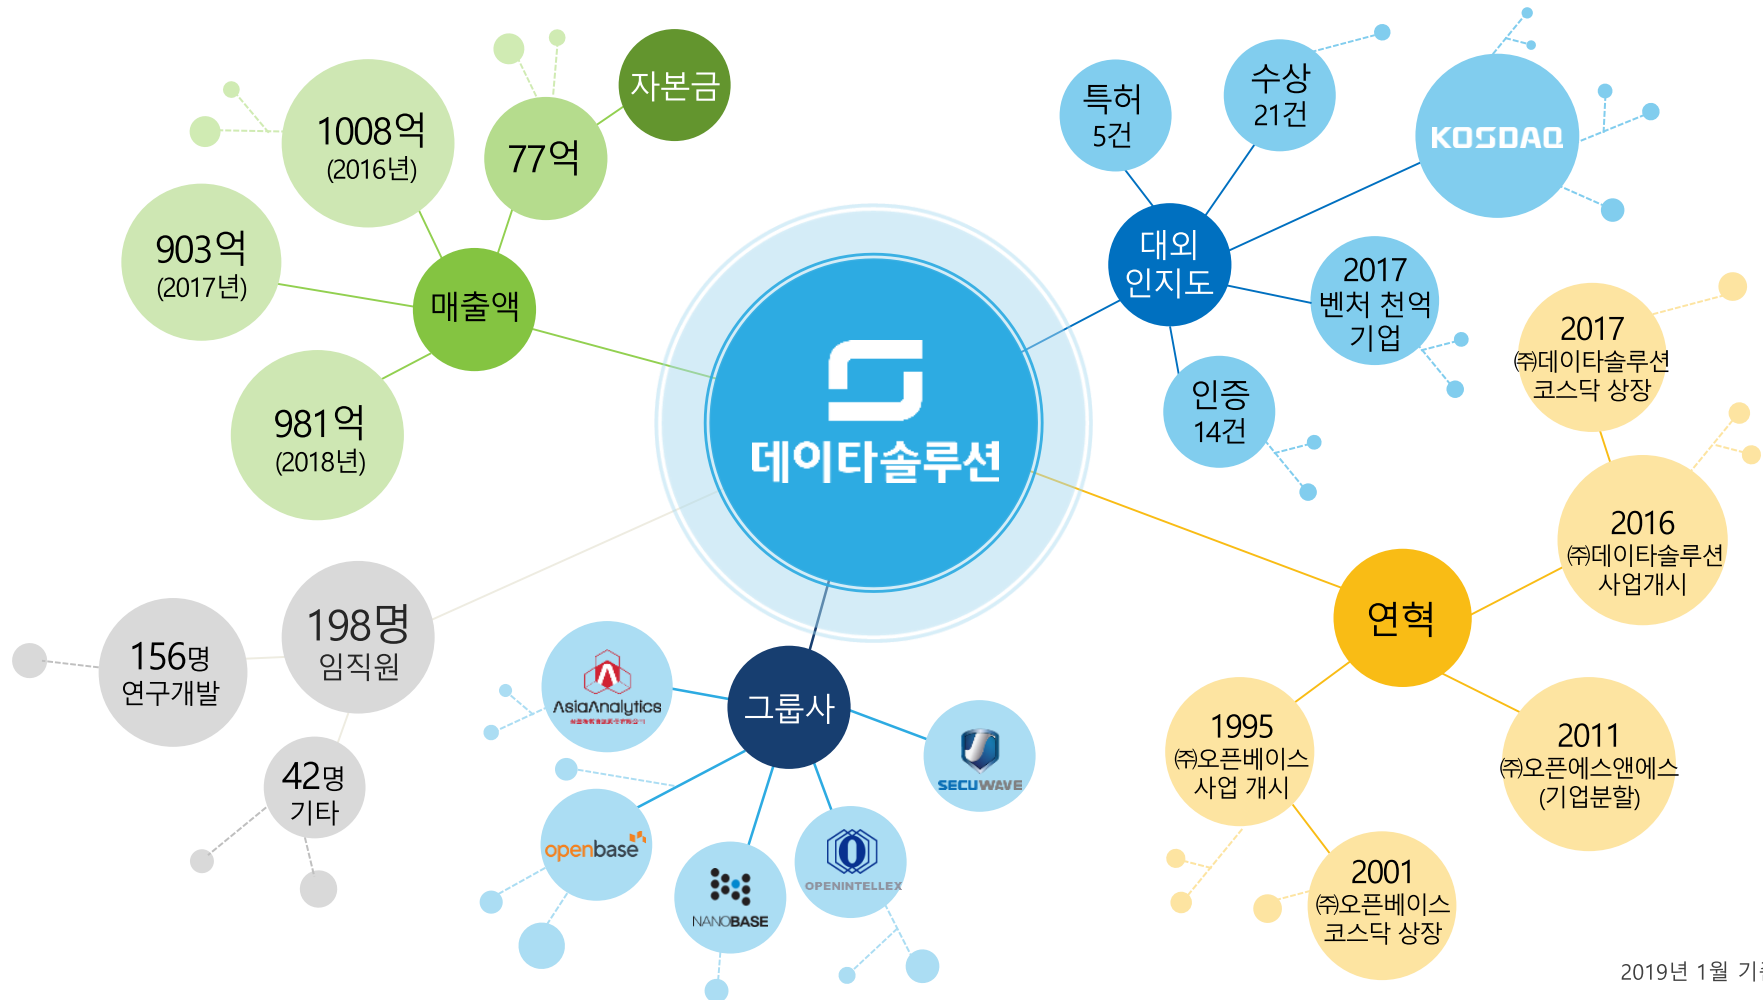 자본금
77억
1008억
(2016년)
903억
(2017년)
981억
(2018년)
매출액
데이타솔루션
특허
5건
수상
21건
KOSDAQ
대외
인지도
2017
벤처 천억
기업
인증
14건
2017
㈜데이타솔루션
코스닥 상장
2016
㈜데이타솔루션
사업개시
연혁
1995
㈜오픈베이스
사업 개시
2011
㈜오픈에스앤에스
(기업분할)
2001
㈜오픈베이스
코스닥 상장
198명
임직원
156명
연구개발
42명
기타
그룹사
AsiaAnalytics
openbase
NANOBASE
OPENINTELLEX
SECUWAVE
2019년 1월 기준